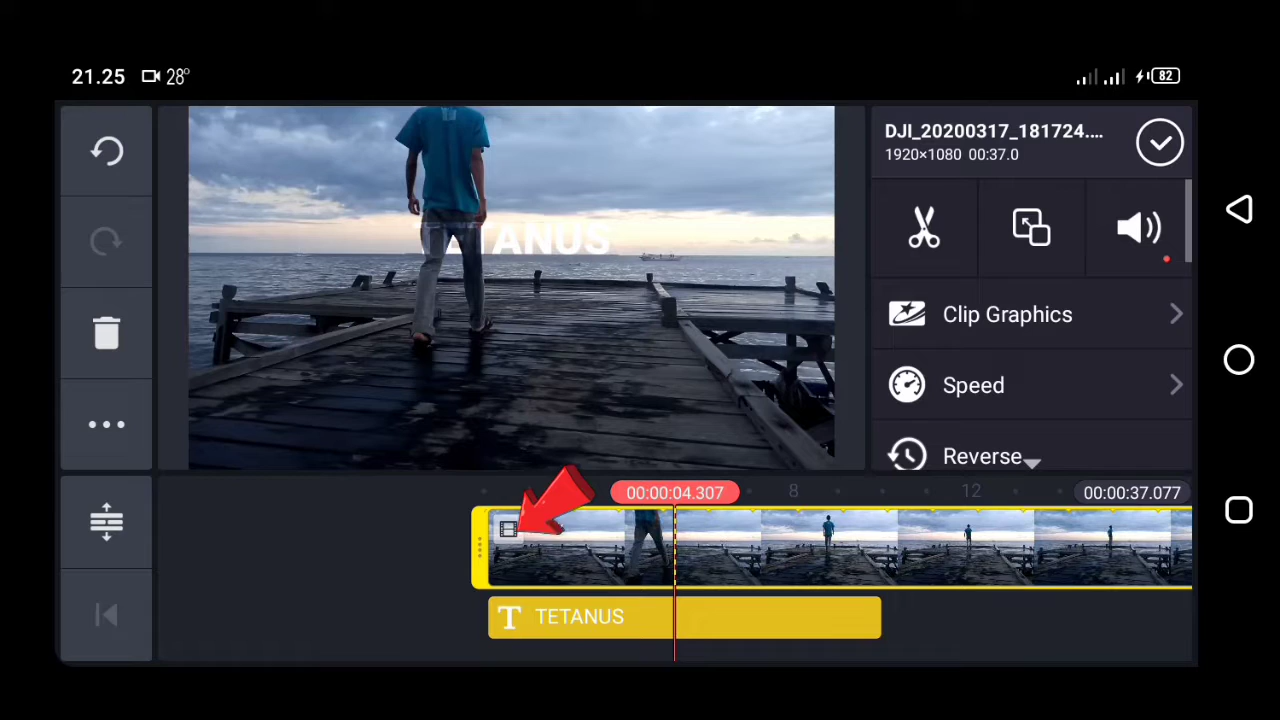 21.25 28°
82
DJI_20200317_181724....
1920×1080 00:37.0
TETANUS
Clip Graphics
Speed
Reverse
00:00:04.307 8 12 00:00:37.077
T TETANUS